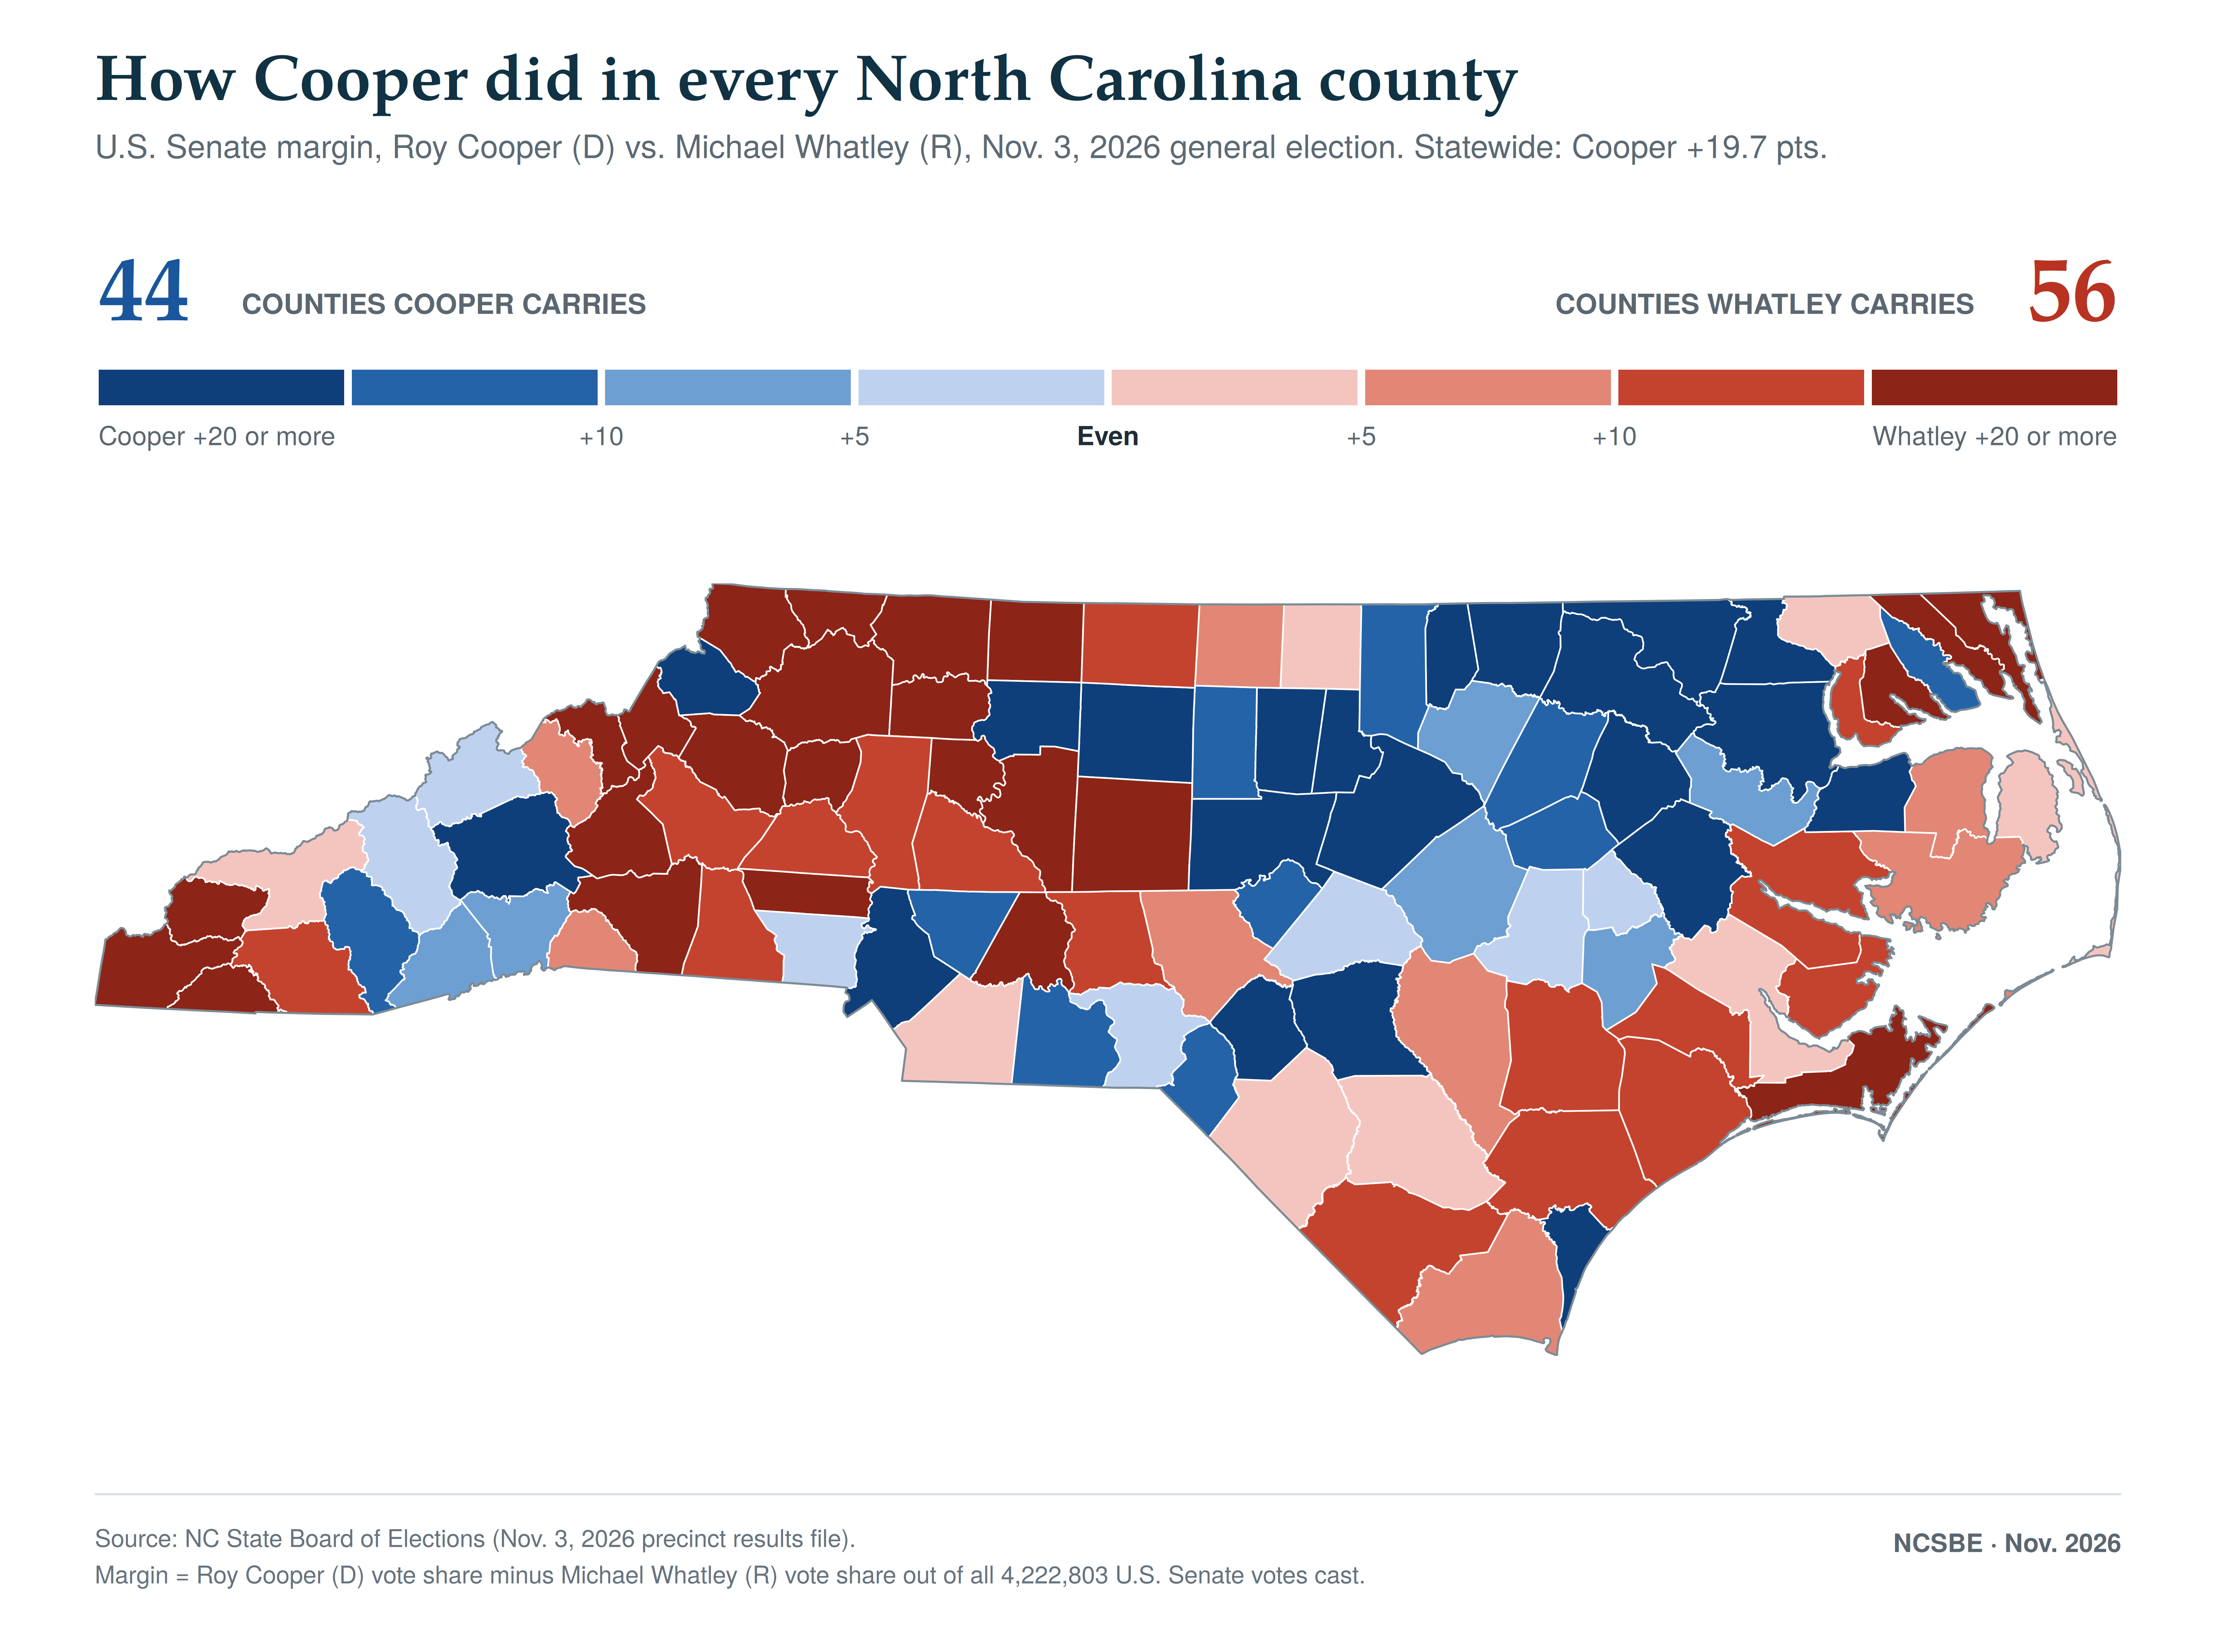 How Cooper did in every North Carolina county
U.S. Senate margin, Roy Cooper (D) vs. Michael Whatley (R), Nov. 3, 2026 general election. Statewide: Cooper +19.7 pts.
44 COUNTIES COOPER CARRIES
COUNTIES WHATLEY CARRIES 56
Cooper +20 or more +10 +5 Even +5 +10 Whatley +20 or more
Source: NC State Board of Elections (Nov. 3, 2026 precinct results file).
Margin = Roy Cooper (D) vote share minus Michael Whatley (R) vote share out of all 4,222,803 U.S. Senate votes cast.
NCSBE · Nov. 2026